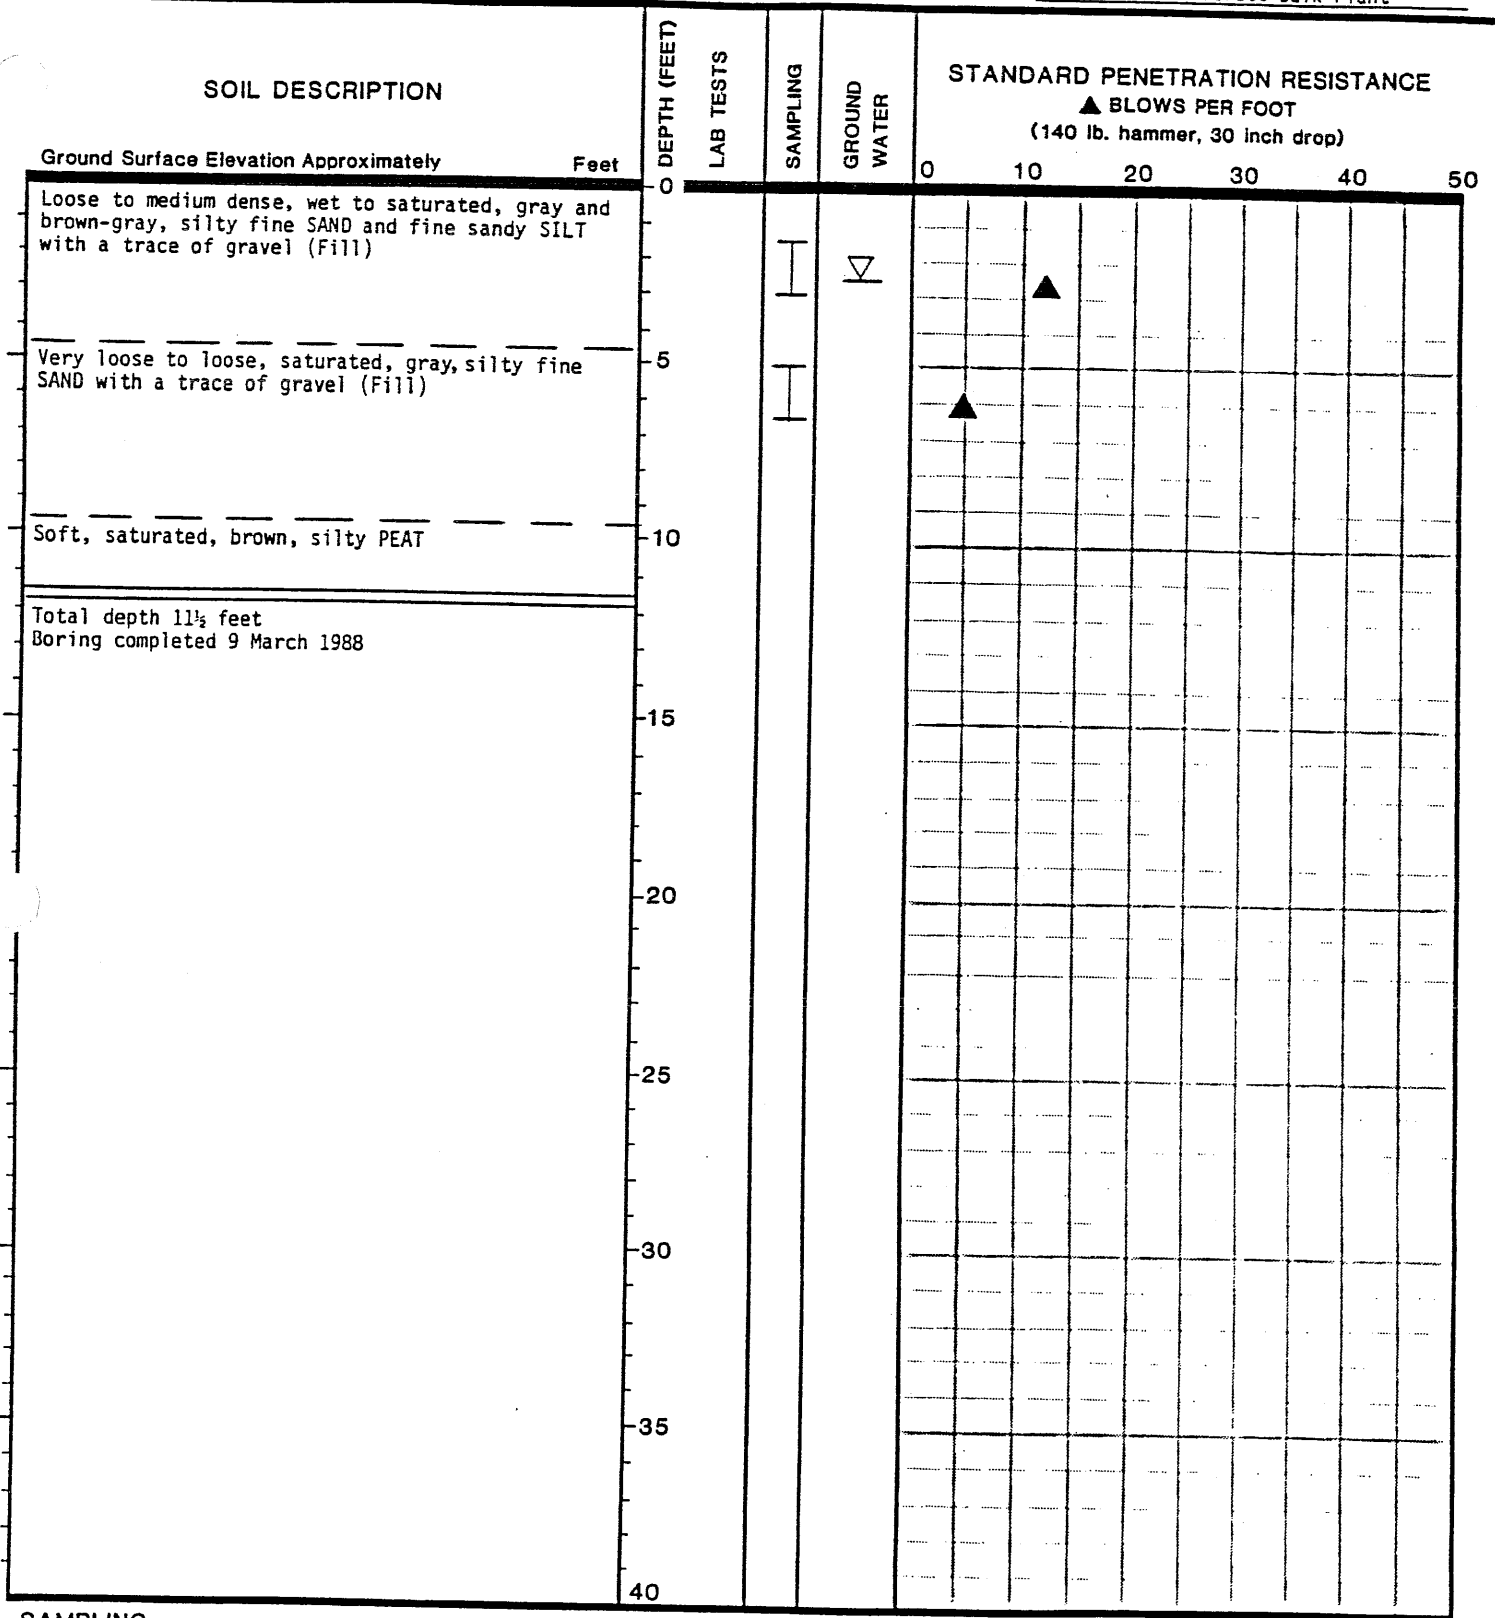 SOIL DESCRIPTION
Ground Surface Elevation Approximately Feet
DEPTH (FEET)
LAB TESTS
SAMPLING
GROUND
WATER
STANDARD PENETRATION RESISTANCE
▲ BLOWS PER FOOT
(140 lb. hammer, 30 inch drop)
0 10 20 30 40 50
0
Loose to medium dense, wet to saturated, gray and
brown-gray, silty fine SAND and fine sandy SILT
with a trace of gravel (Fill)
5
Very loose to loose, saturated, gray, silty fine
SAND with a trace of gravel (Fill)
10
Soft, saturated, brown, silty PEAT
Total depth 11½ feet
Boring completed 9 March 1988
15
20
25
30
35
40
SAMPLING